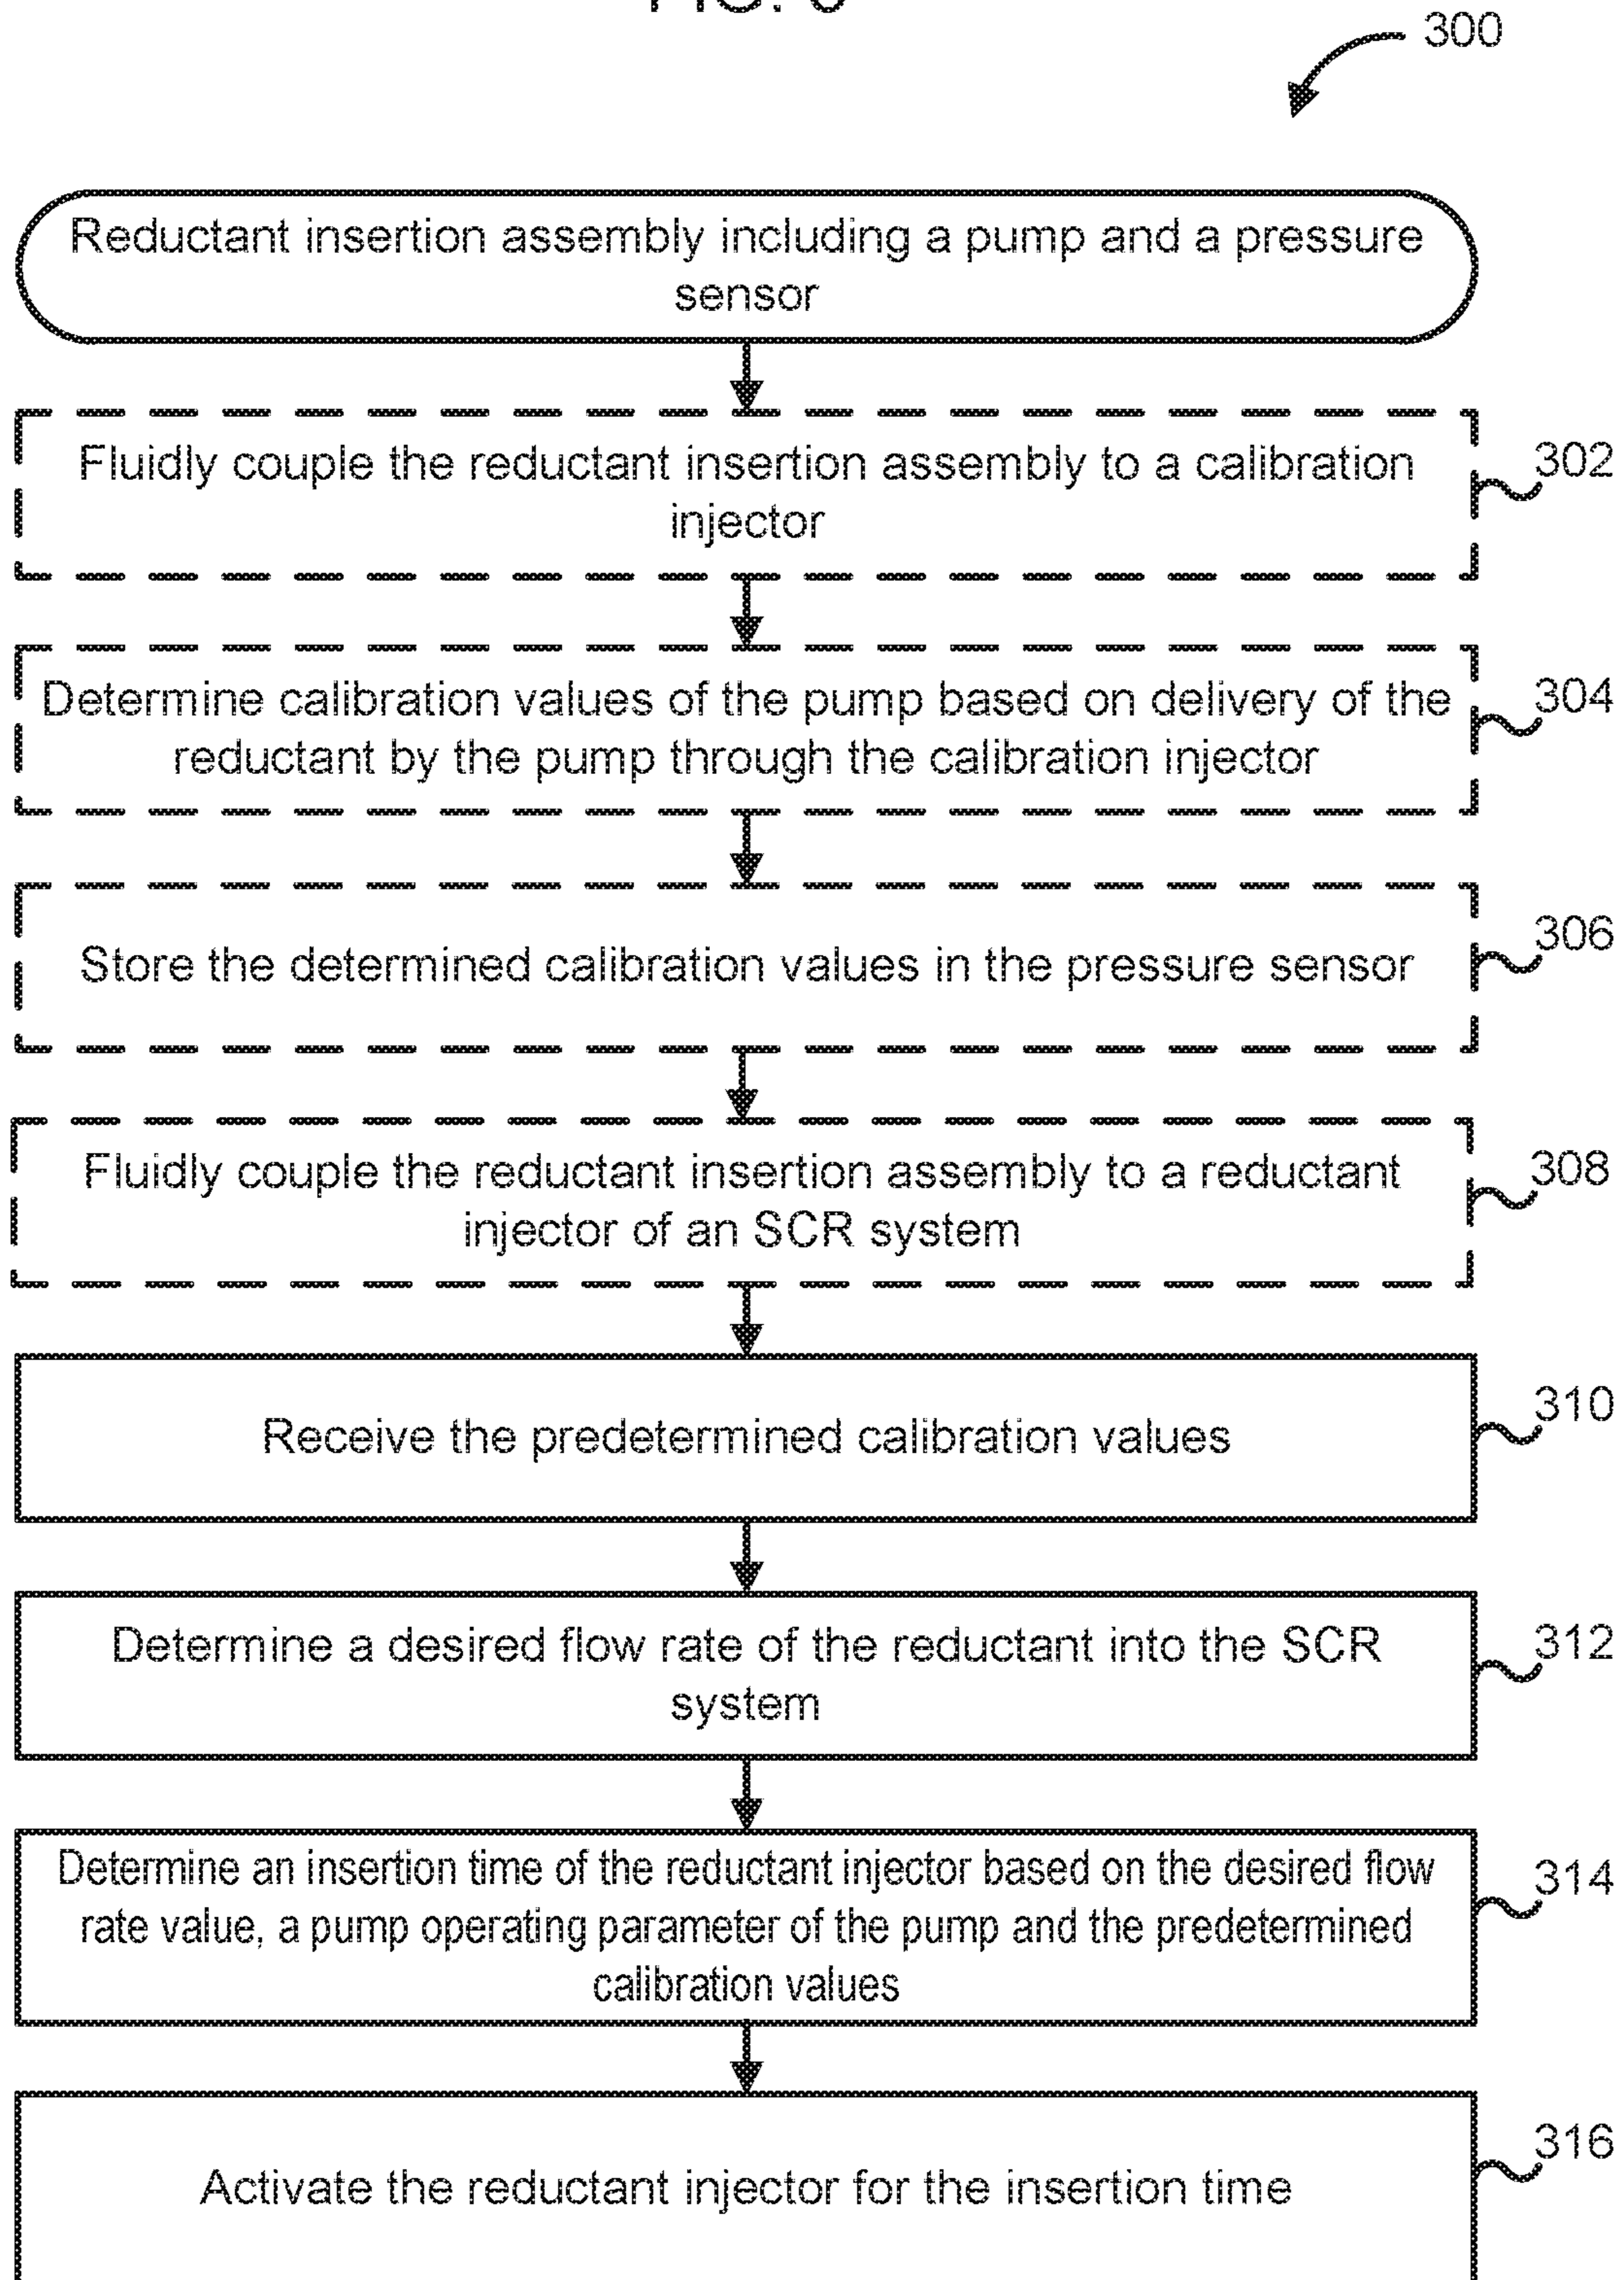 300
Reductant insertion assembly including a pump and a pressure
sensor
Fluidly couple the reductant insertion assembly to a calibration
injector
302
Determine calibration values of the pump based on delivery of the
reductant by the pump through the calibration injector
304
Store the determined calibration values in the pressure sensor
306
Fluidly couple the reductant insertion assembly to a reductant
injector of an SCR system
308
Receive the predetermined calibration values
310
Determine a desired flow rate of the reductant into the SCR
system
312
Determine an insertion time of the reductant injector based on the desired flow
rate value, a pump operating parameter of the pump and the predetermined
calibration values
314
Activate the reductant injector for the insertion time
316